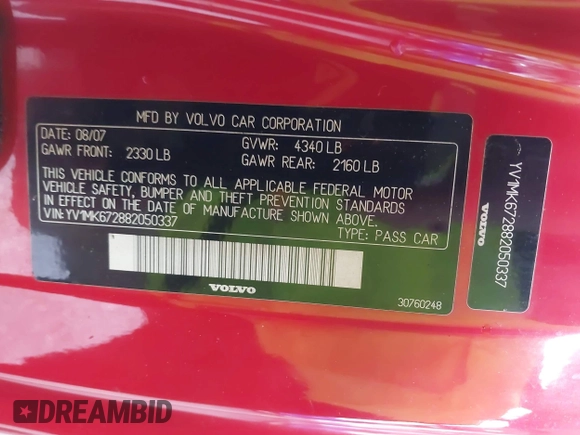 MFD BY VOLVO CAR CORPORATION
DATE: 08/07 GVWR: 4340 LB
GAWR FRONT: 2330 LB GAWR REAR: 2160 LB
THIS VEHICLE CONFORMS TO ALL APPLICABLE FEDERAL MOTOR
VEHICLE SAFETY, BUMPER AND THEFT PREVENTION STANDARDS
IN EFFECT ON THE DATE OF MANUFACTURE SHOWN ABOVE.
VIN: YV1MK672882050337
TYPE: PASS CAR
VOLVO
30760248
YV1MK672882050337
VOLVO
DREAMBID